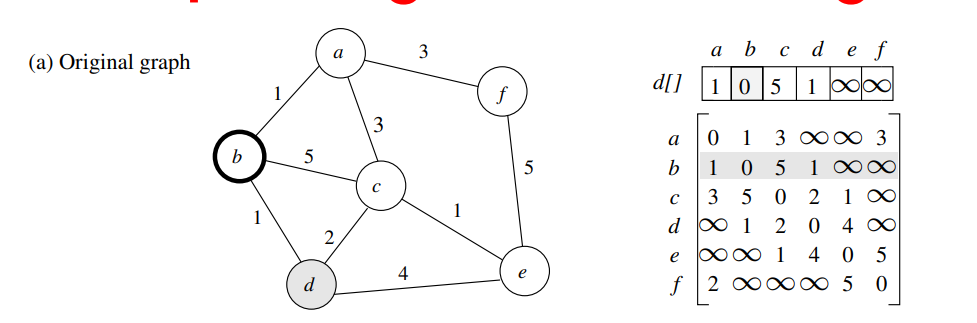 (a) Original graph
a
3
f
1
3
b
5
c
5
1
2
1
d
4
e
a b c d e f
d[] 1 0 5 1 ∞ ∞
a 0 1 3 ∞ ∞ 3
b 1 0 5 1 ∞ ∞
c 3 5 0 2 1 ∞
d ∞ 1 2 0 4 ∞
e ∞ ∞ 1 4 0 5
f 2 ∞ ∞ ∞ 5 0